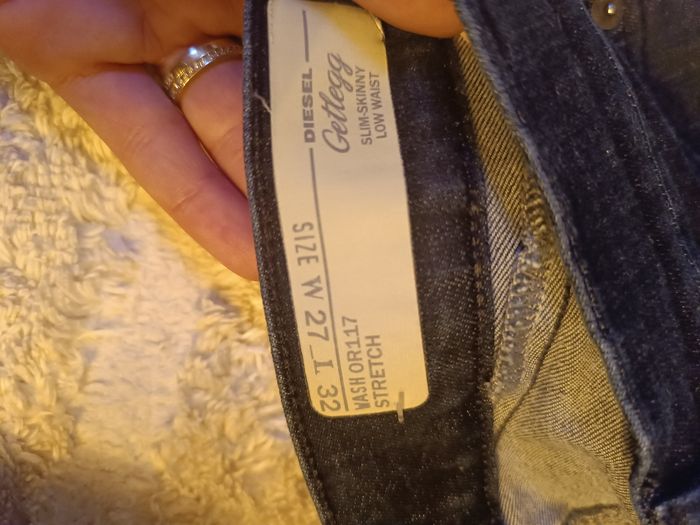 DIESEL
Getlegg
SLIM-SKINNY
LOW WAIST
SIZE W 27 L 32
WASH OR117
STRETCH